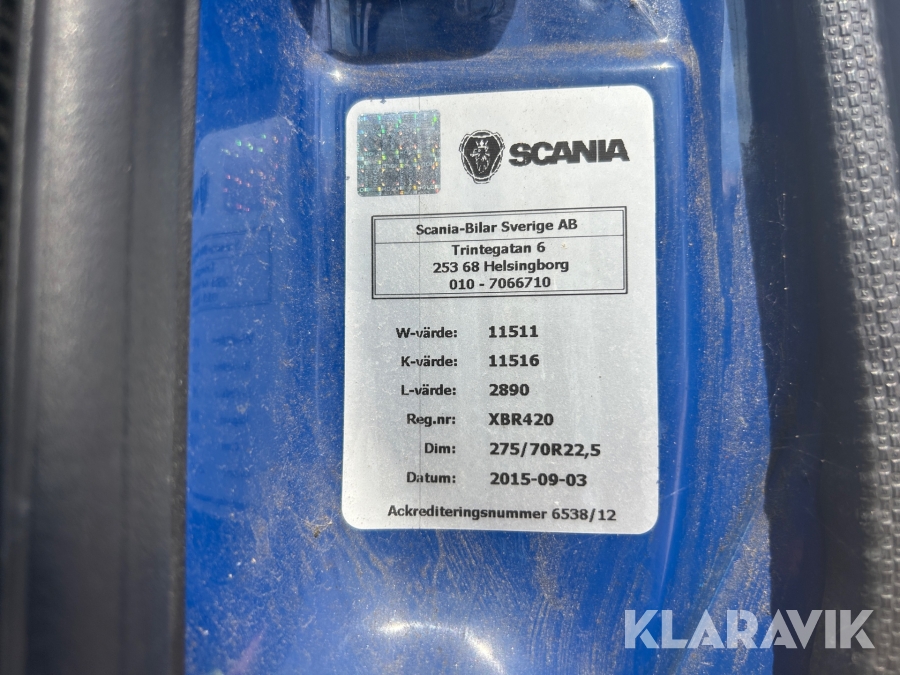 SCANIA
Scania-Bilar Sverige AB
Trintegatan 6
253 68 Helsingborg
010 - 7066710
W-värde: 11511
K-värde: 11516
L-värde: 2890
Reg.nr: XBR420
Dim: 275/70R22,5
Datum: 2015-09-03
Ackrediteringsnummer 6538/12
KLARAVIK